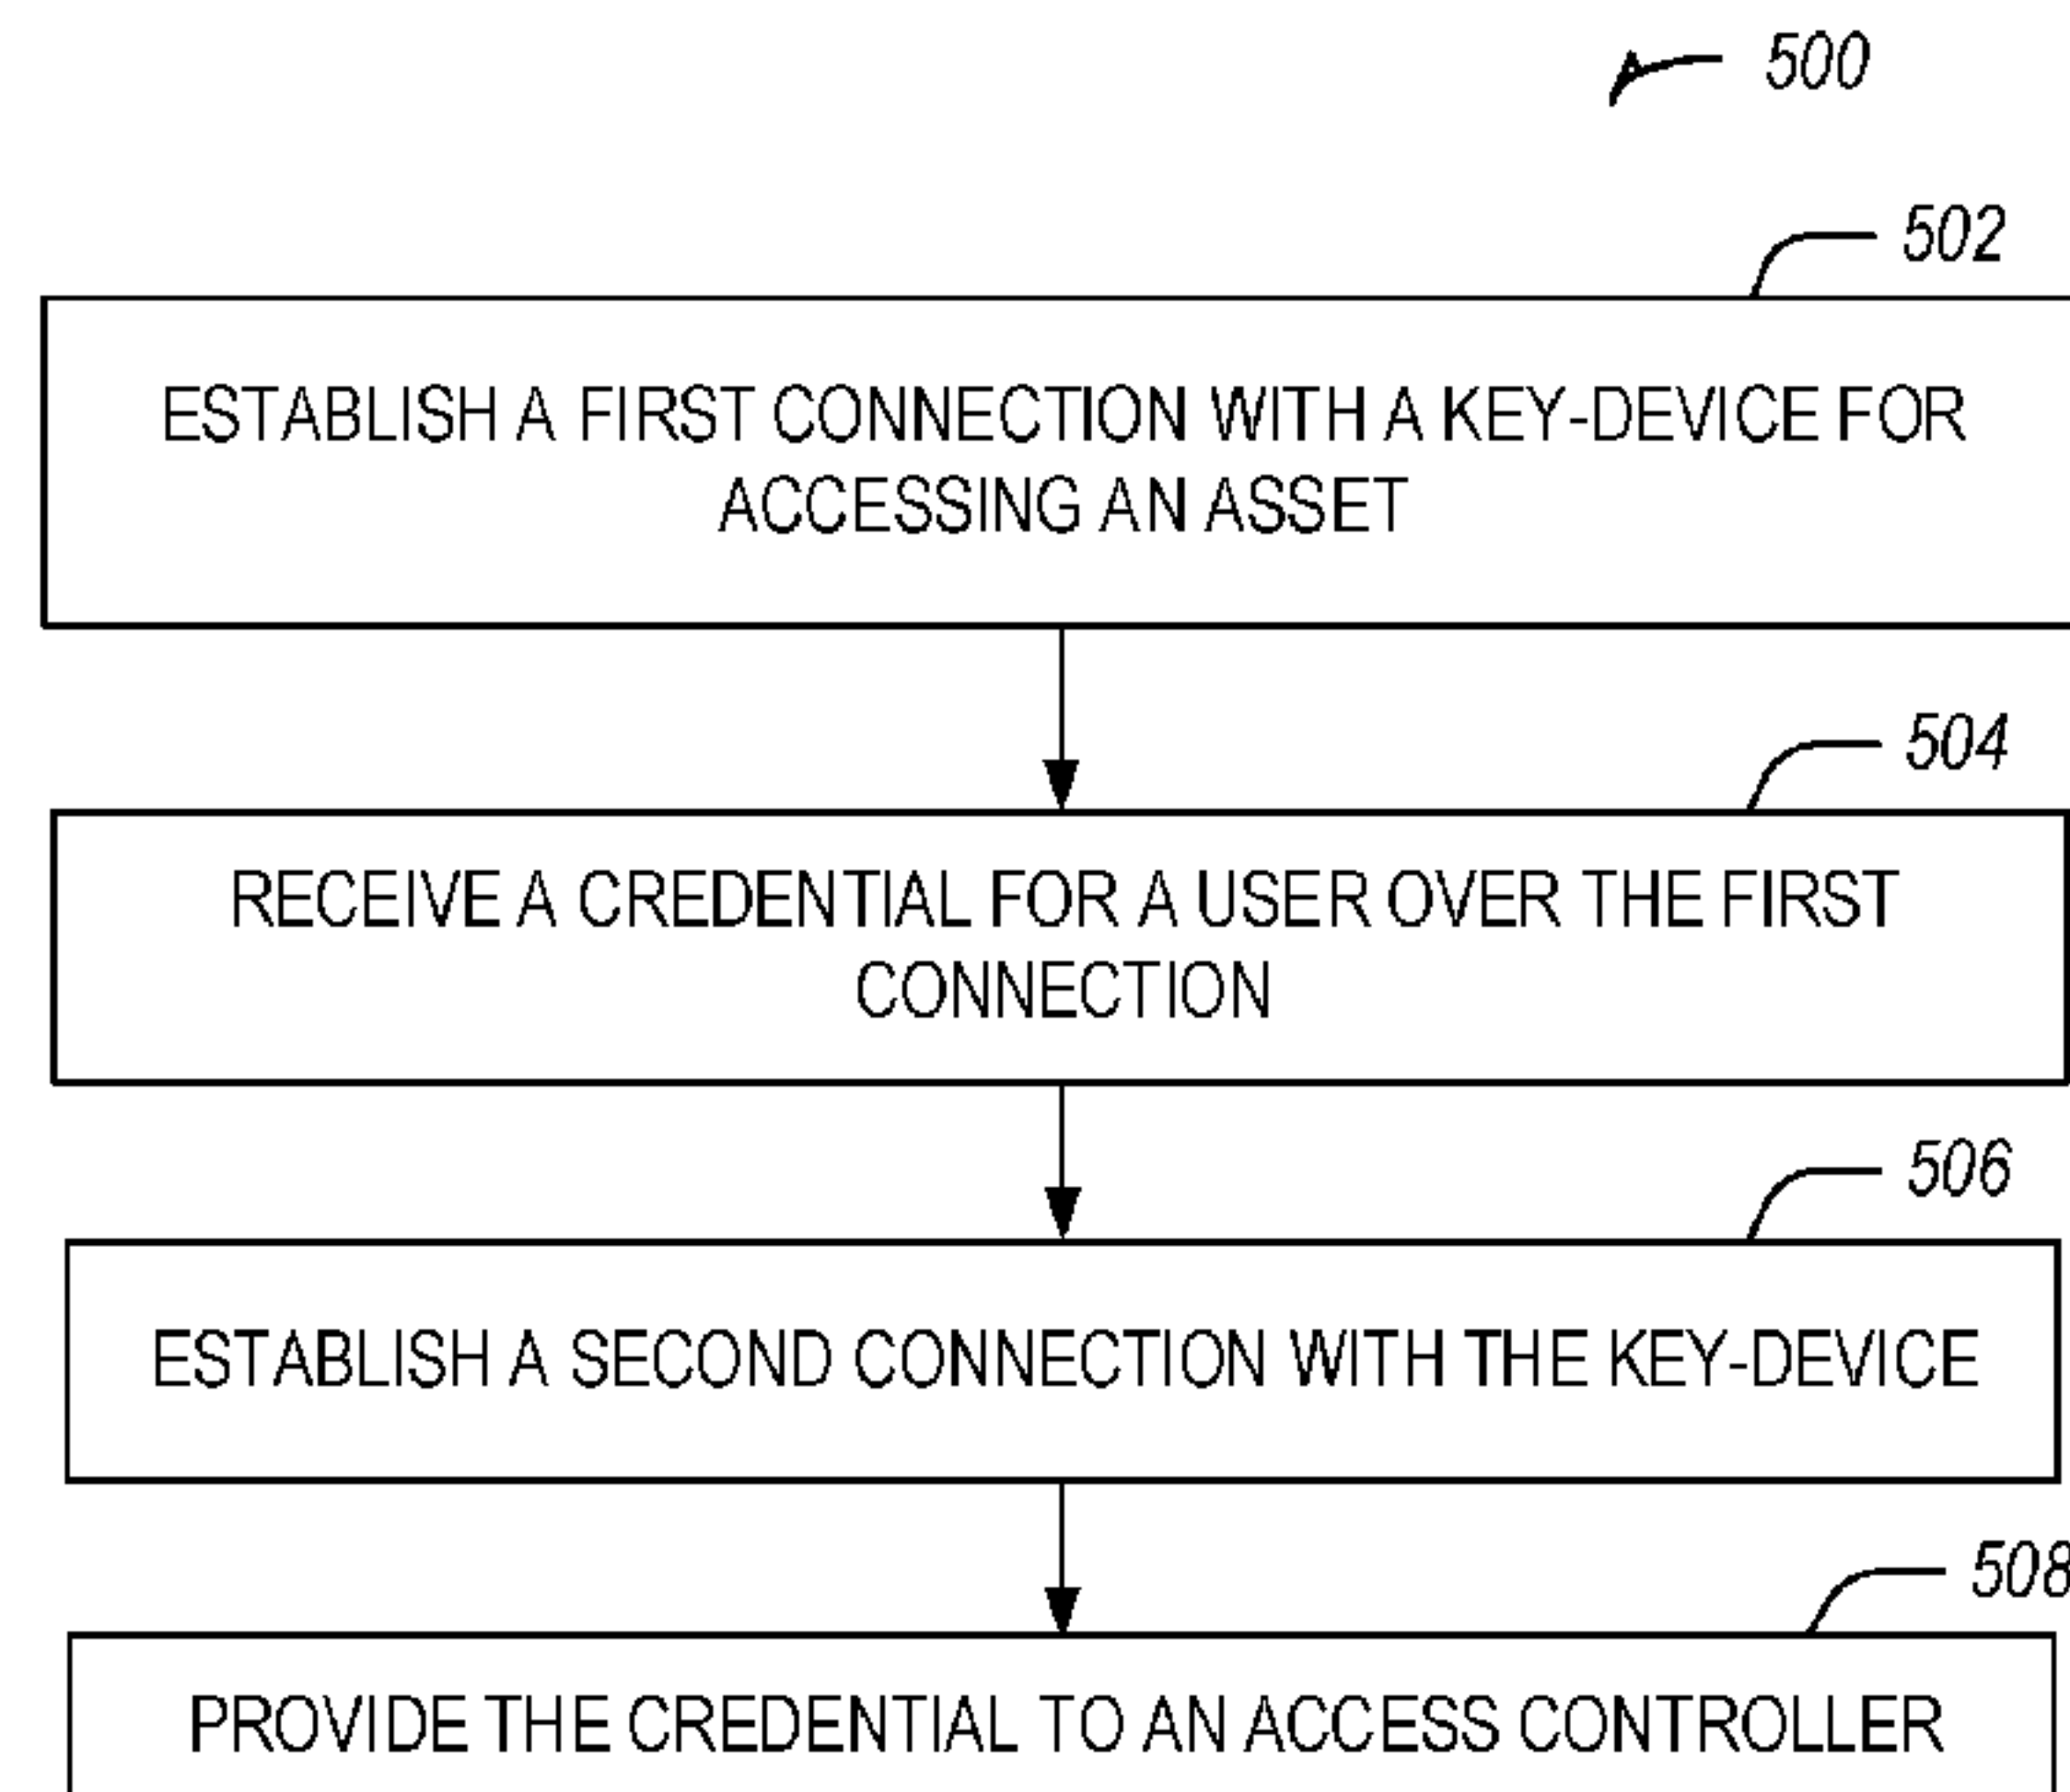 500
502
ESTABLISH A FIRST CONNECTION WITH A KEY-DEVICE FOR
ACCESSING AN ASSET
504
RECEIVE A CREDENTIAL FOR A USER OVER THE FIRST
CONNECTION
506
ESTABLISH A SECOND CONNECTION WITH THE KEY-DEVICE
508
PROVIDE THE CREDENTIAL TO AN ACCESS CONTROLLER